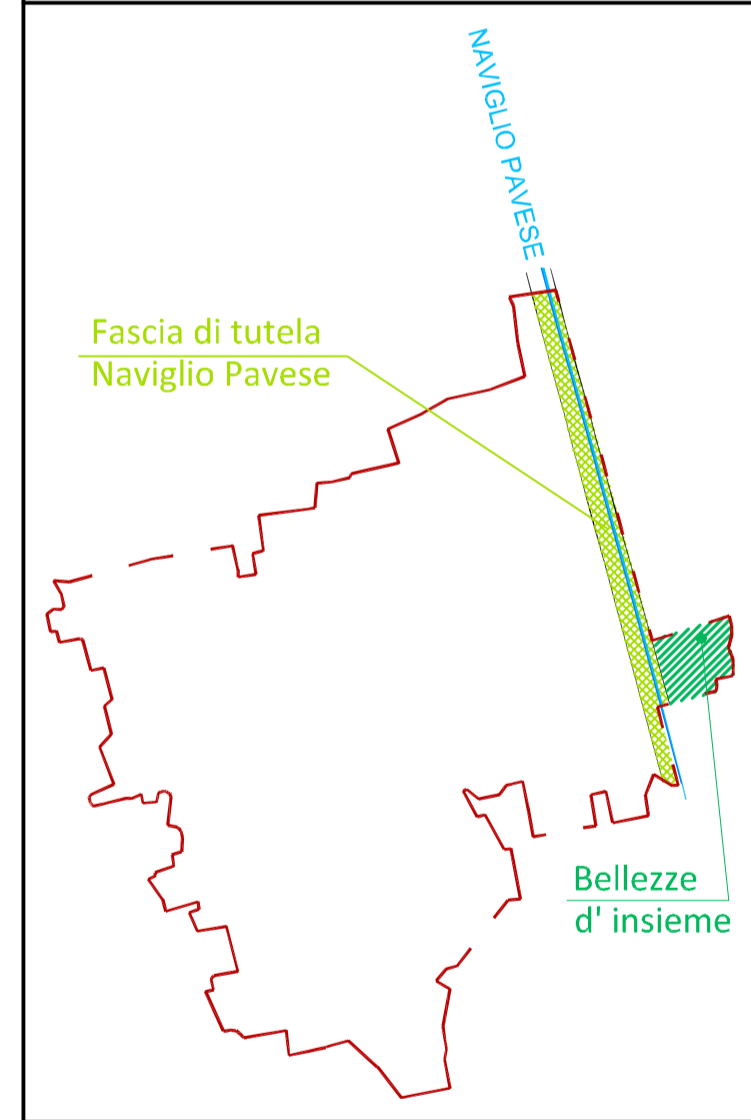 NAVIGLIO PAVESE
Fascia di tutela
Naviglio Pavese
Bellezze
d' insieme